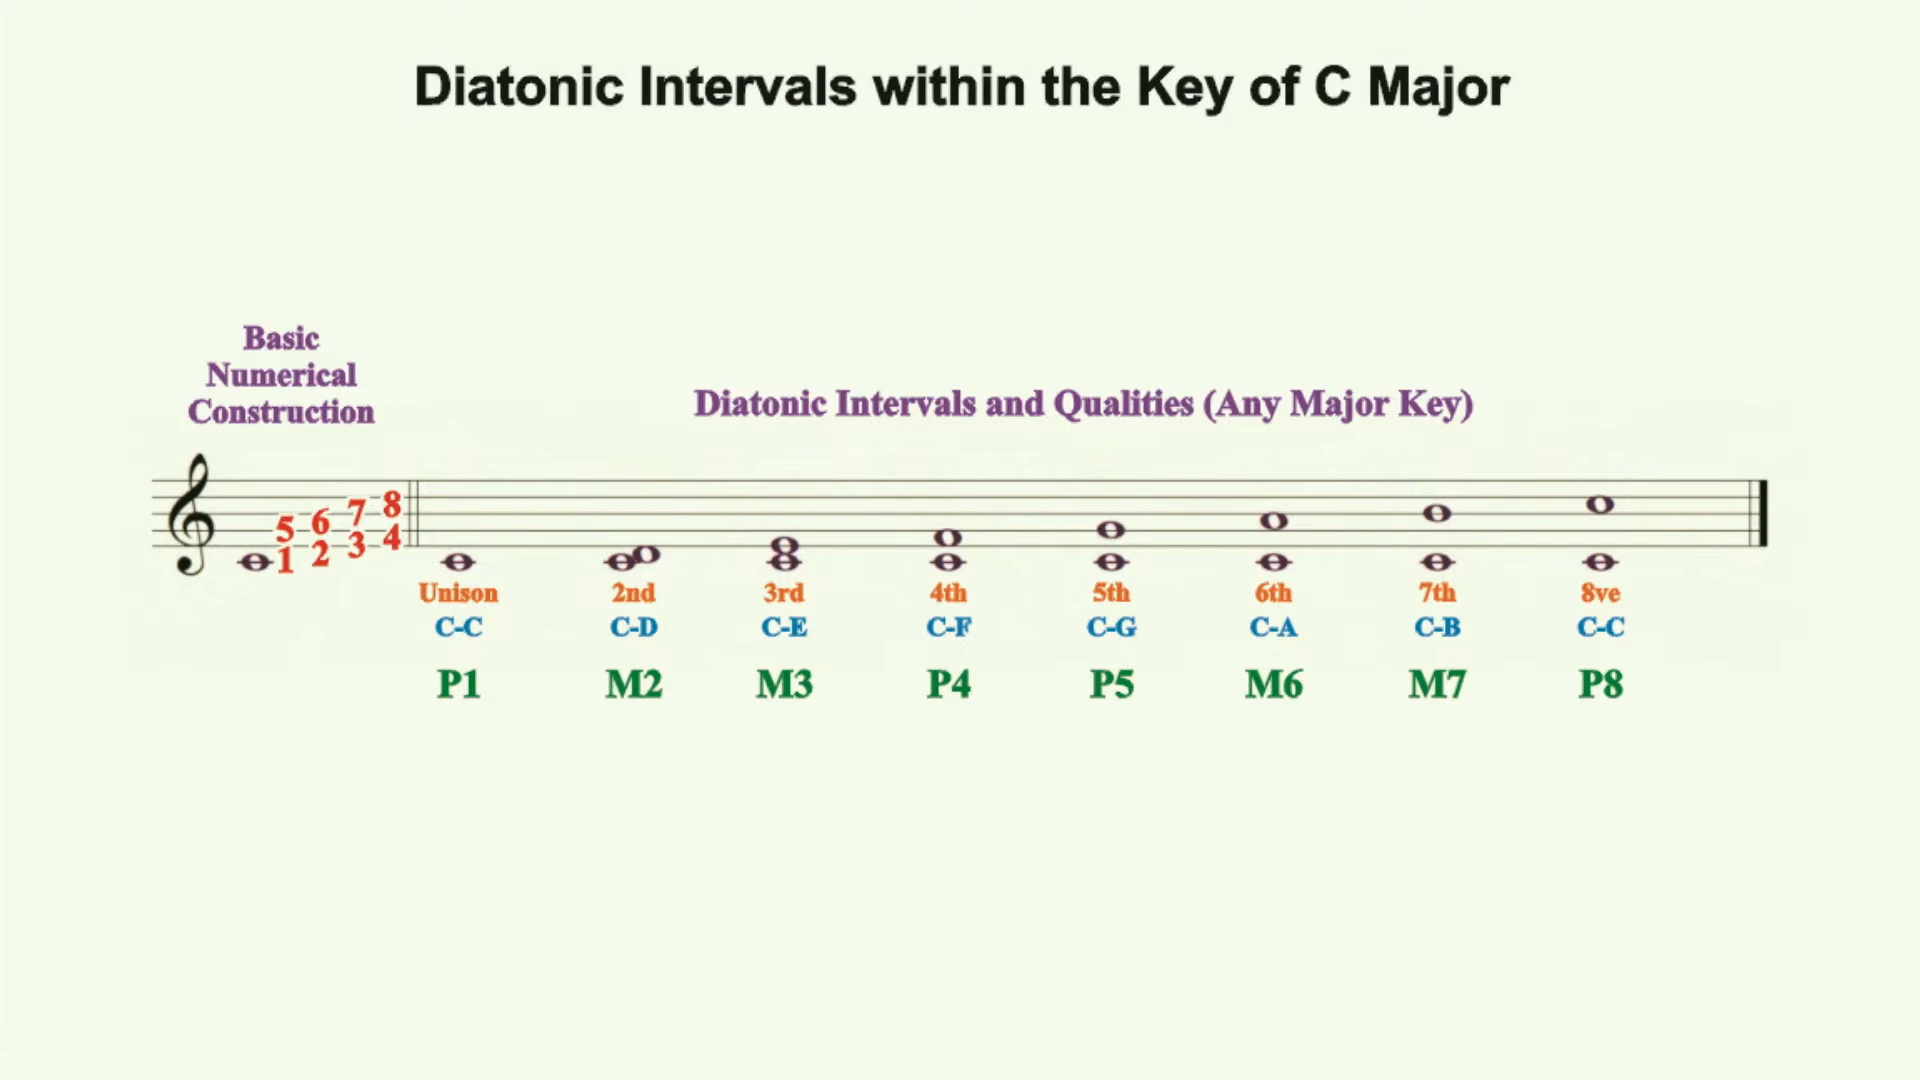 Diatonic Intervals within the Key of C Major
Basic
Numerical
Construction
Diatonic Intervals and Qualities (Any Major Key)
5 6 7 8
1 2 3 4
Unison 2nd 3rd 4th 5th 6th 7th 8ve
C-C C-D C-E C-F C-G C-A C-B C-C
P1 M2 M3 P4 P5 M6 M7 P8